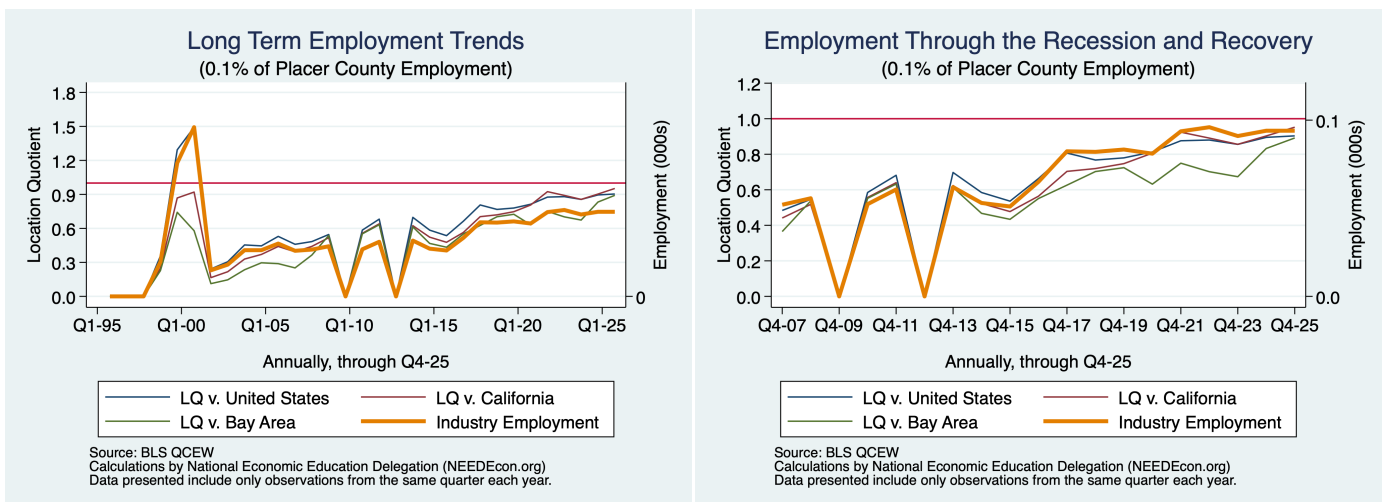 Long Term Employment Trends
(0.1% of Placer County Employment)
Location Quotient
1.8
1.5
1.2
0.9
0.6
0.3
0.0
Employment (000s)
0
Q1-95 Q1-00 Q1-05 Q1-10 Q1-15 Q1-20 Q1-25
Annually, through Q4-25
LQ v. United States LQ v. California
LQ v. Bay Area Industry Employment
Source: BLS QCEW
Calculations by National Economic Education Delegation (NEEDEcon.org)
Data presented include only observations from the same quarter each year.
Employment Through the Recession and Recovery
(0.1% of Placer County Employment)
Location Quotient
1.2
1.0
0.8
0.6
0.4
0.2
0.0
Employment (000s)
0.1
0.0
Q4-07 Q4-09 Q4-11 Q4-13 Q4-15 Q4-17 Q4-19 Q4-21 Q4-23 Q4-25
Annually, through Q4-25
LQ v. United States LQ v. California
LQ v. Bay Area Industry Employment
Source: BLS QCEW
Calculations by National Economic Education Delegation (NEEDEcon.org)
Data presented include only observations from the same quarter each year.